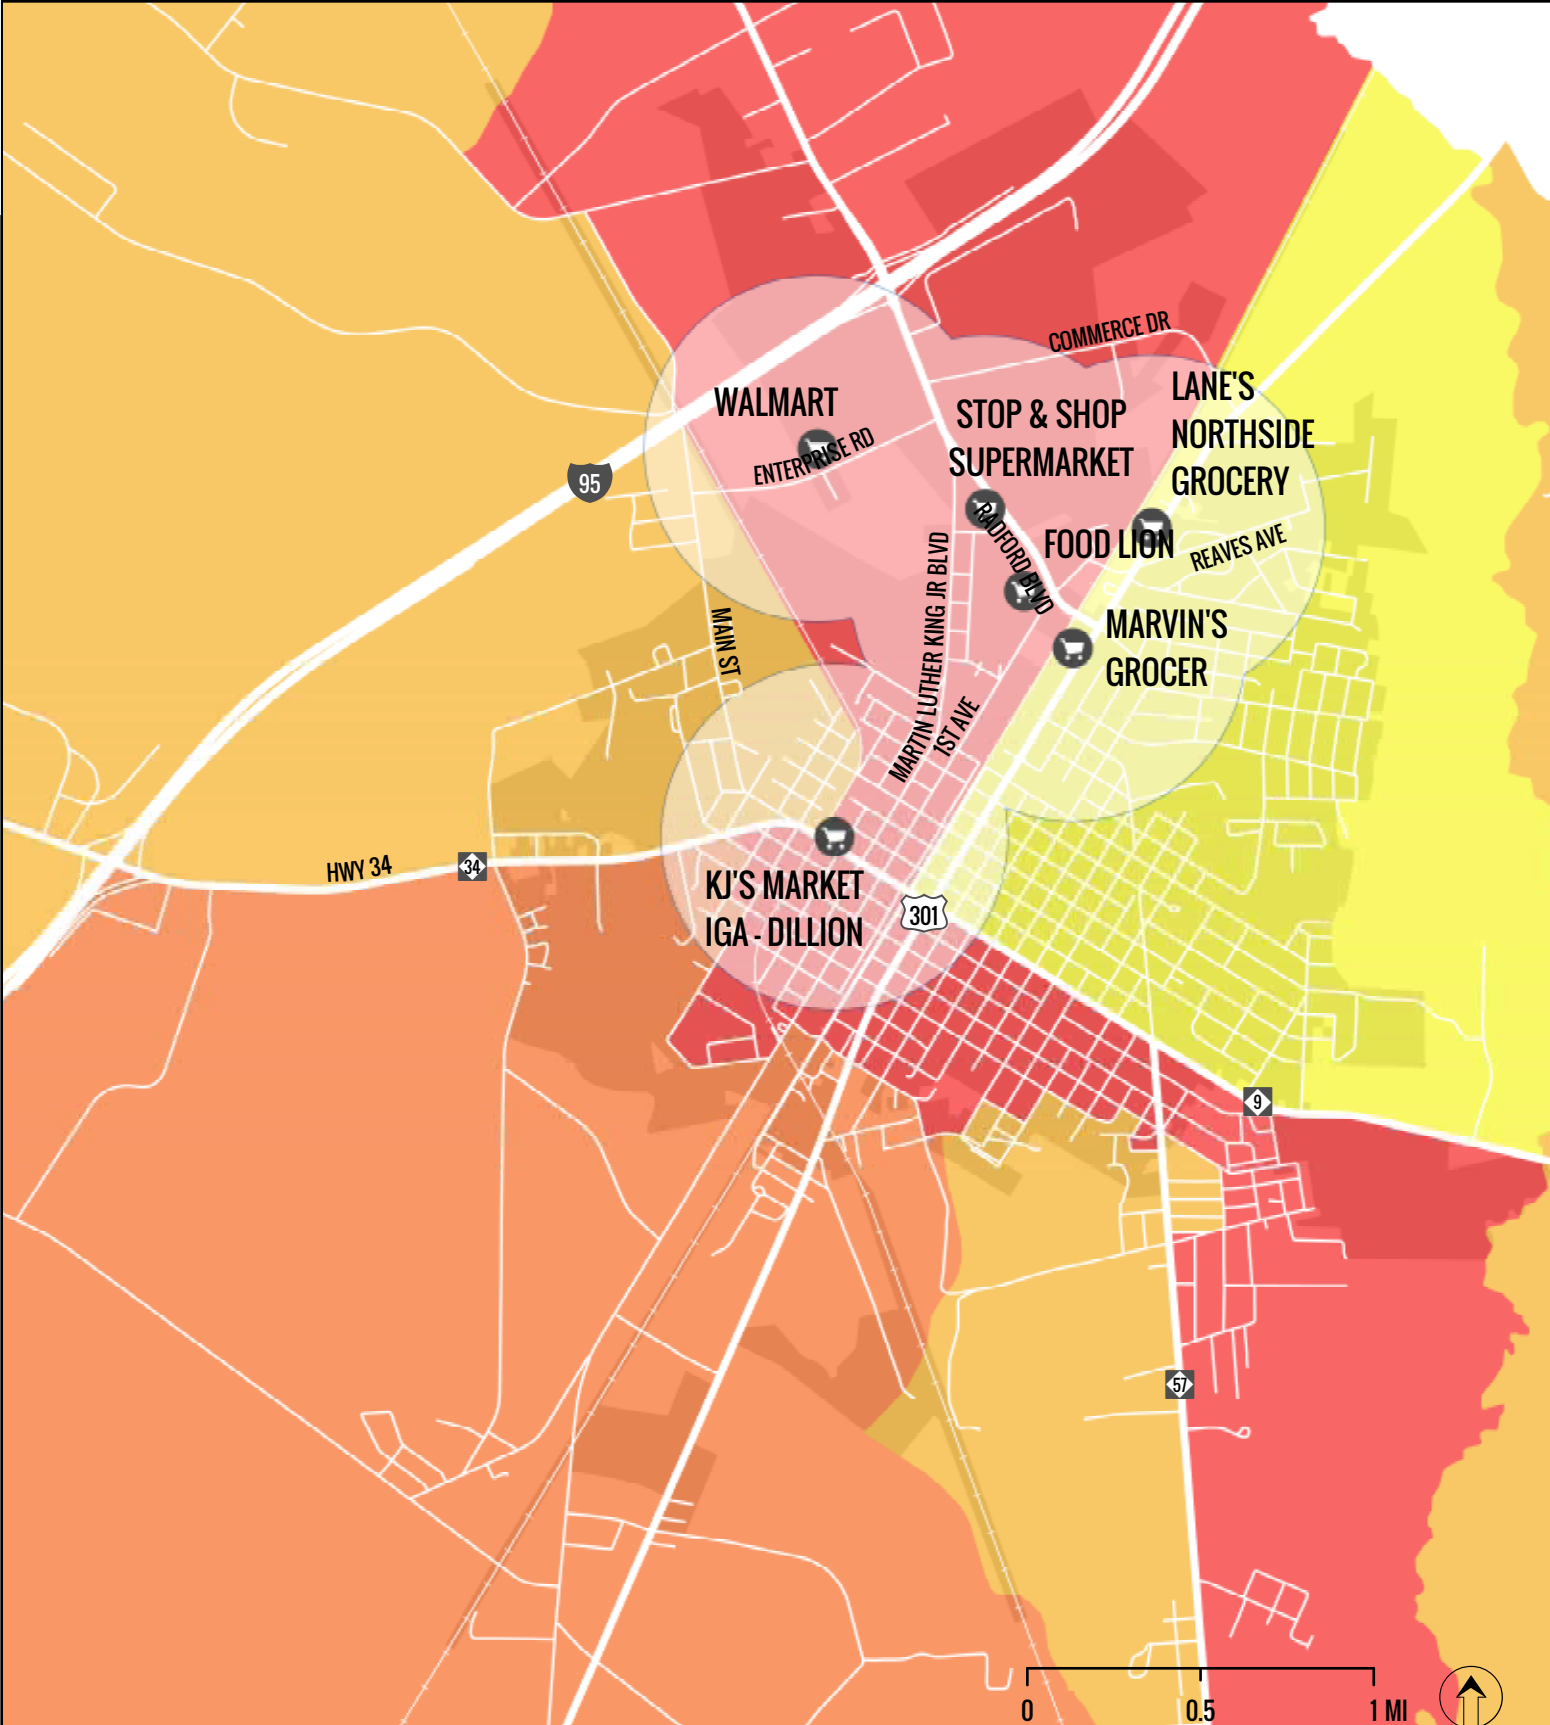 COMMERCE DR
WALMART
ENTERPRISE RD
STOP & SHOP
SUPERMARKET
LANE'S
NORTHSIDE
GROCERY
95
RADFORD BLVD
FOOD LION
REAVES AVE
MARTIN LUTHER KING JR BLVD
MAIN ST
MARVIN'S
GROCER
1ST AVE
HWY 34
34
KJ'S MARKET
IGA - DILLION
301
9
57
0
0.5
1 MI